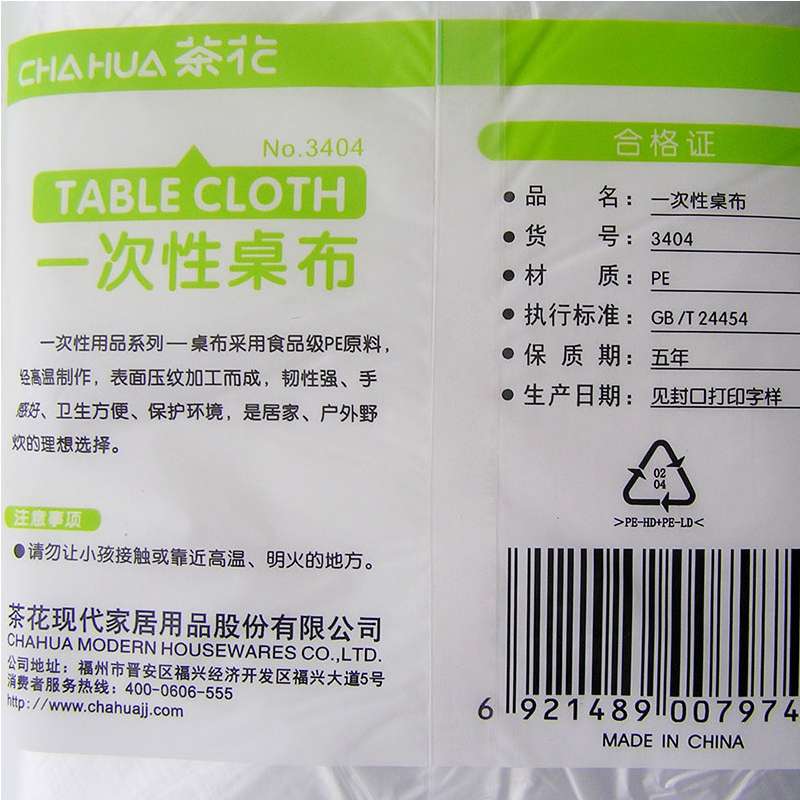 CHAHUA 茶花
No.3404
TABLE CLOTH
一次性桌布
一次性用品系列—桌布采用食品级PE原料，
轻高温制作，表面压纹加工而成，韧性强、手
感好、卫生方便、保护环境，是居家、户外野
炊的理想选择。
注意事项
●请勿让小孩接触或靠近高温、明火的地方。
茶花现代家居用品股份有限公司
CHAHUA MODERN HOUSEWARES CO.,LTD.
公司地址：福州市晋安区福兴经济开发区福兴大道5号
消费者服务热线：400-0606-555
http://www.chahuajj.com
合格证
●品 名：一次性桌布
●货 号：3404
●材 质：PE
●执行标准：GB/T 24454
●保 质 期：五年
●生产日期：见封口打印字样
02
04
>PE-HD+PE-LD<
6 921489 007974
MADE IN CHINA